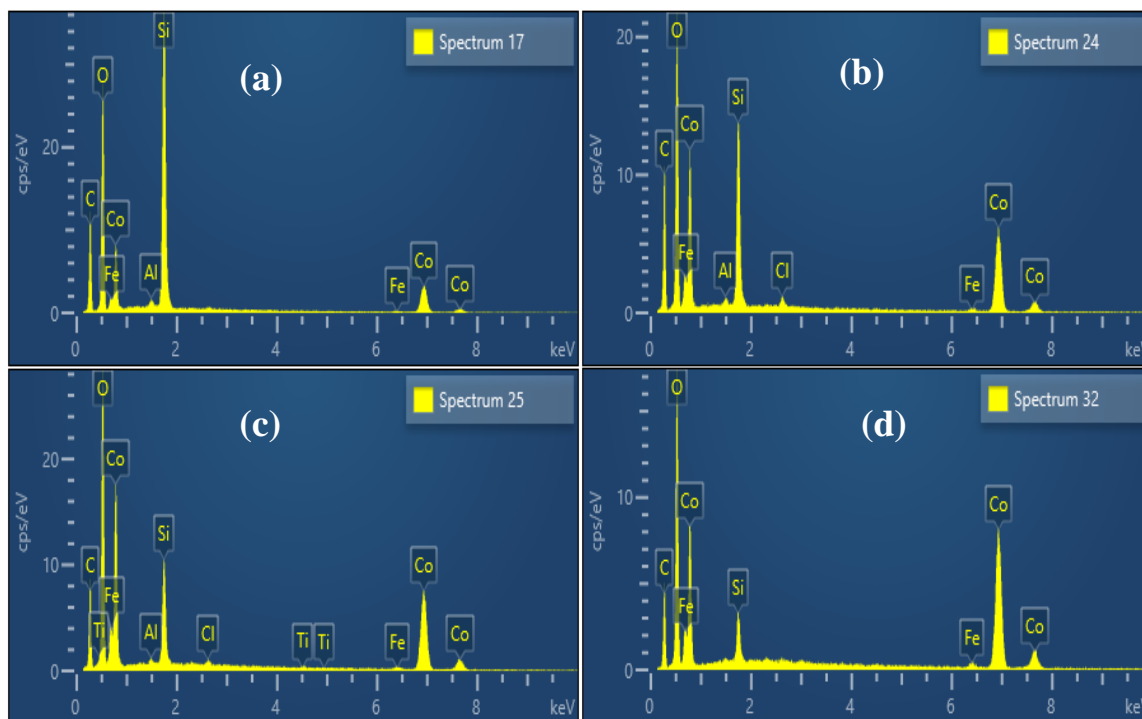 Si
Spectrum 17
(a)
O
20
C
Co
Fe
Al
Fe
Co
Co
0
cps/eV
0 2 4 6 8 keV
20
O
Spectrum 24
(b)
Si
Co
C
10
Fe
Al
Cl
Co
Fe
Co
0
cps/eV
0 2 4 6 8 keV
O
Spectrum 25
(c)
20
Co
Si
10
C
Fe
Ti
Al
Cl
Ti
Ti
Fe
Co
Co
0
cps/eV
0 2 4 6 8 keV
O
Spectrum 32
(d)
10
Co
Co
C
Fe
Si
Fe
Co
0
cps/eV
0 2 4 6 8 keV